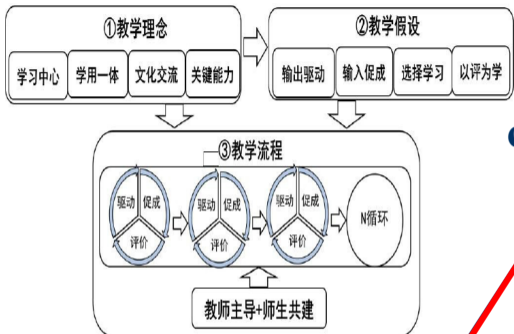 ①教学理念
学习中心 学用一体 文化交流 关键能力
②教学假设
输出驱动 输入促成 选择学习 以评为学
③教学流程
驱动 促成 评价
驱动 促成 评价
驱动 促成 评价
N循环
教师主导+师生共建